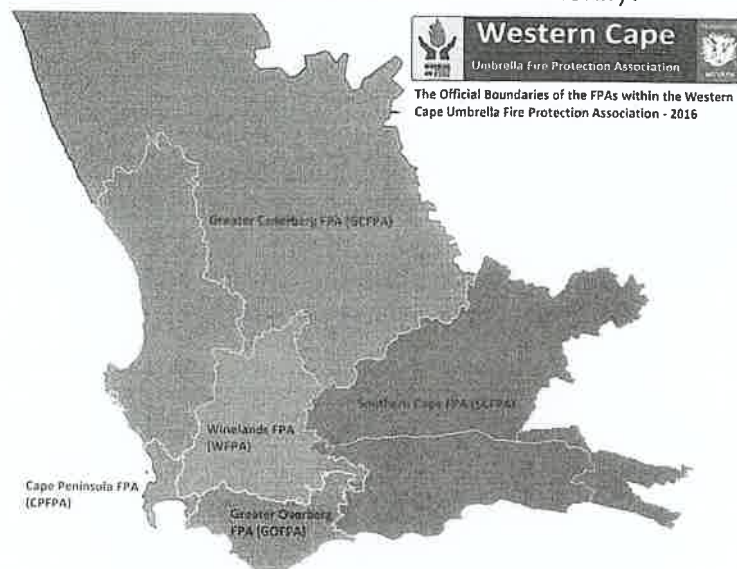 Western Cape
Umbrella Fire Protection Association
The Official Boundaries of the FPAs within the Western
Cape Umbrella Fire Protection Association - 2016
Greater Cederberg FPA (GCFPA)
Southern Cape FPA (SCFPA)
Winelands FPA
(WFPA)
Cape Peninsula FPA
(CPFPA)
Greater Overberg
FPA (GOFPA)